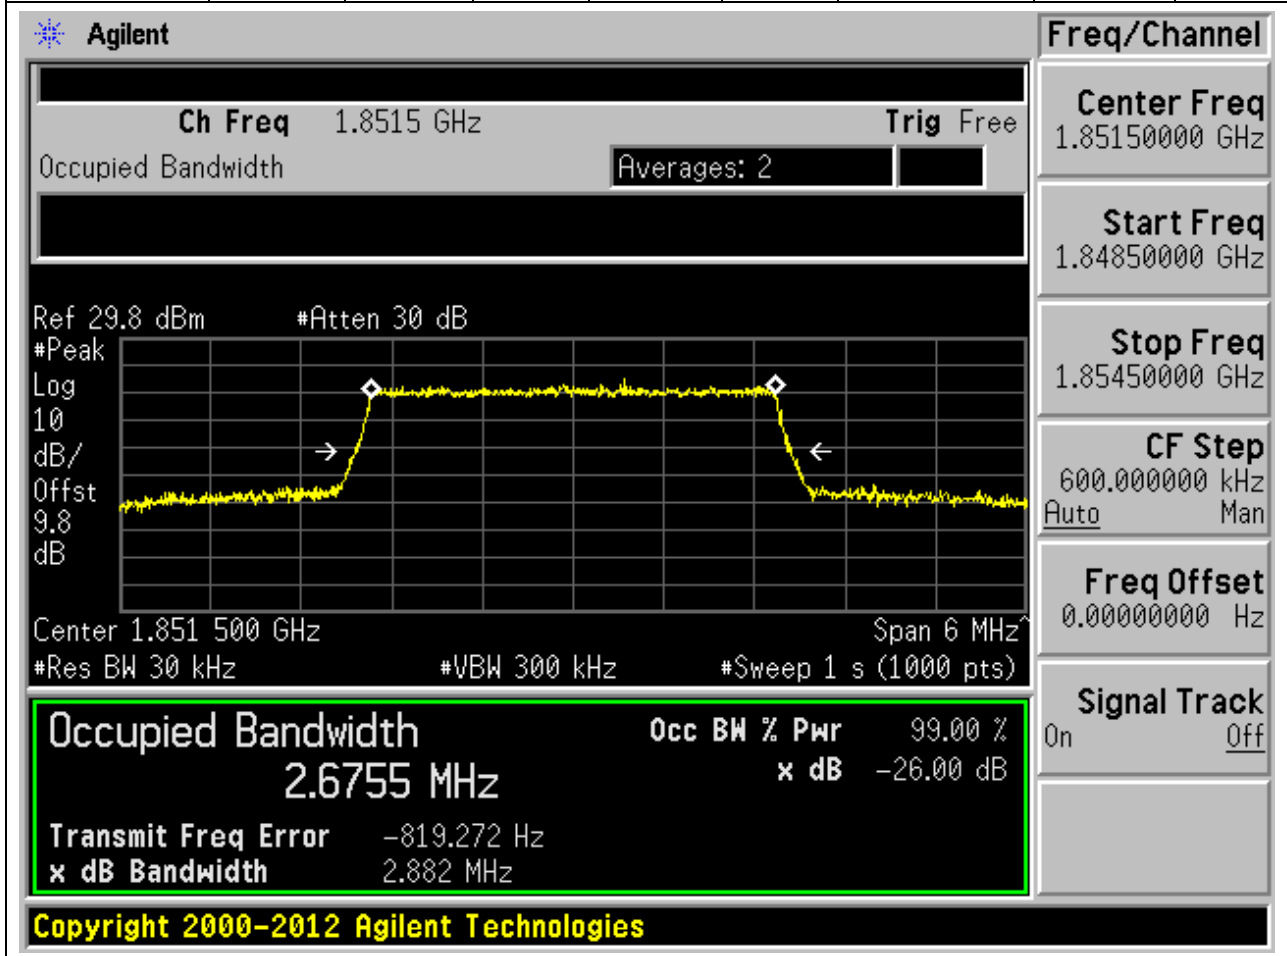 Agilent
Freq/Channel
Ch Freq 1.8515 GHz Trig Free
Occupied Bandwidth Averages: 2
Center Freq
1.85150000 GHz
Start Freq
1.84850000 GHz
Stop Freq
1.85450000 GHz
CF Step
600.000000 kHz
Auto Man
Freq Offset
0.00000000 Hz
Signal Track
On Off
Ref 29.8 dBm #Atten 30 dB
#Peak
Log
10
dB/
Offst
9.8
dB
Center 1.851 500 GHz Span 6 MHz^
#Res BW 30 kHz #VBW 300 kHz #Sweep 1 s (1000 pts)
Occupied Bandwidth Occ BW % Pwr 99.00 %
2.6755 MHz x dB -26.00 dB
Transmit Freq Error -819.272 Hz
x dB Bandwidth 2.882 MHz
Copyright 2000-2012 Agilent Technologies